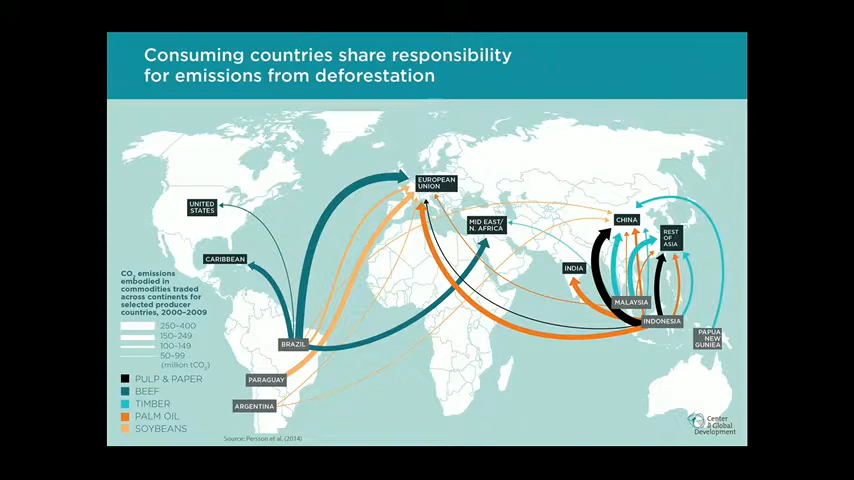 Consuming countries share responsibility
for emissions from deforestation
EUROPEAN
UNION
UNITED
STATES
MID EAST/
N. AFRICA
CHINA
REST
OF
ASIA
CARIBBEAN
INDIA
CO₂ emissions
embodied in
commodities traded
across continents for
selected producer
countries, 2000–2009
250–400
150–249
100–149
50–99
(million tCO₂)
MALAYSIA
INDONESIA
PAPUA
NEW
GUNIEA
BRAZIL
PARAGUAY
ARGENTINA
PULP & PAPER
BEEF
TIMBER
PALM OIL
SOYBEANS
Source: Persson et al, (2014)
Center
for Global
Development